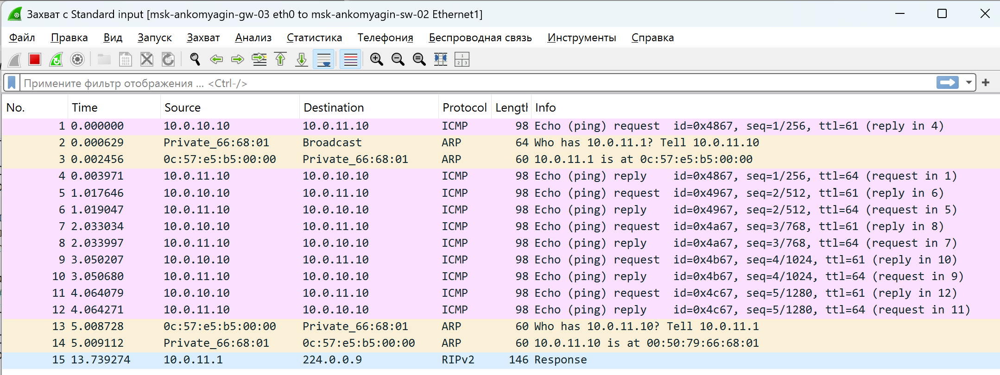 Захват с Standard input [msk-ankomyagin-gw-03 eth0 to msk-ankomyagin-sw-02 Ethernet1]
Файл Правка Вид Запуск Захват Анализ Статистика Телефония Беспроводная связь Инструменты Справка
Примените фильтр отображения ... <Ctrl-/>
No. Time Source Destination Protocol Length Info
1 0.000000 10.0.10.10 10.0.11.10 ICMP 98 Echo (ping) request id=0x4867, seq=1/256, ttl=61 (reply in 4)
2 0.000629 Private_66:68:01 Broadcast ARP 64 Who has 10.0.11.1? Tell 10.0.11.10
3 0.002456 0c:57:e5:b5:00:00 Private_66:68:01 ARP 60 10.0.11.1 is at 0c:57:e5:b5:00:00
4 0.003971 10.0.11.10 10.0.10.10 ICMP 98 Echo (ping) reply id=0x4867, seq=1/256, ttl=64 (request in 1)
5 1.017646 10.0.10.10 10.0.11.10 ICMP 98 Echo (ping) request id=0x4967, seq=2/512, ttl=61 (reply in 6)
6 1.019047 10.0.11.10 10.0.10.10 ICMP 98 Echo (ping) reply id=0x4967, seq=2/512, ttl=64 (request in 5)
7 2.033034 10.0.10.10 10.0.11.10 ICMP 98 Echo (ping) request id=0x4a67, seq=3/768, ttl=61 (reply in 8)
8 2.033997 10.0.11.10 10.0.10.10 ICMP 98 Echo (ping) reply id=0x4a67, seq=3/768, ttl=64 (request in 7)
9 3.050207 10.0.10.10 10.0.11.10 ICMP 98 Echo (ping) request id=0x4b67, seq=4/1024, ttl=61 (reply in 10)
10 3.050680 10.0.11.10 10.0.10.10 ICMP 98 Echo (ping) reply id=0x4b67, seq=4/1024, ttl=64 (request in 9)
11 4.064079 10.0.10.10 10.0.11.10 ICMP 98 Echo (ping) request id=0x4c67, seq=5/1280, ttl=61 (reply in 12)
12 4.064271 10.0.11.10 10.0.10.10 ICMP 98 Echo (ping) reply id=0x4c67, seq=5/1280, ttl=64 (request in 11)
13 5.008728 0c:57:e5:b5:00:00 Private_66:68:01 ARP 60 Who has 10.0.11.10? Tell 10.0.11.1
14 5.009112 Private_66:68:01 0c:57:e5:b5:00:00 ARP 60 10.0.11.10 is at 00:50:79:66:68:01
15 13.739274 10.0.11.1 224.0.0.9 RIPv2 146 Response